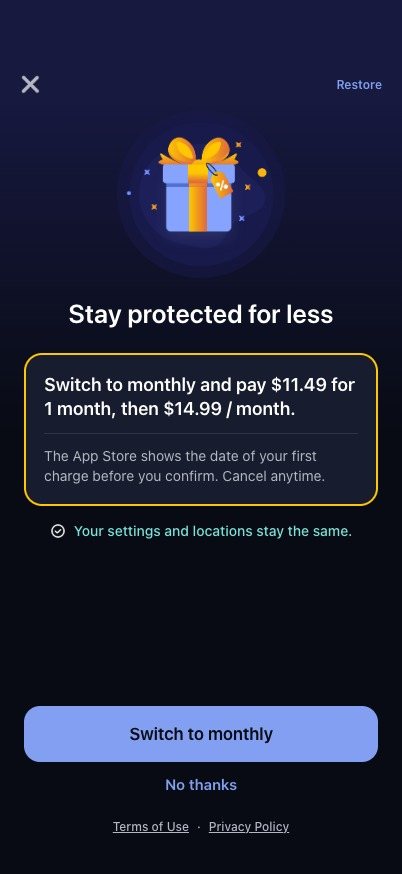 Restore
%
Stay protected for less
Switch to monthly and pay $11.49 for
1 month, then $14.99 / month.
The App Store shows the date of your first
charge before you confirm. Cancel anytime.
Your settings and locations stay the same.
Switch to monthly
No thanks
Terms of Use · Privacy Policy